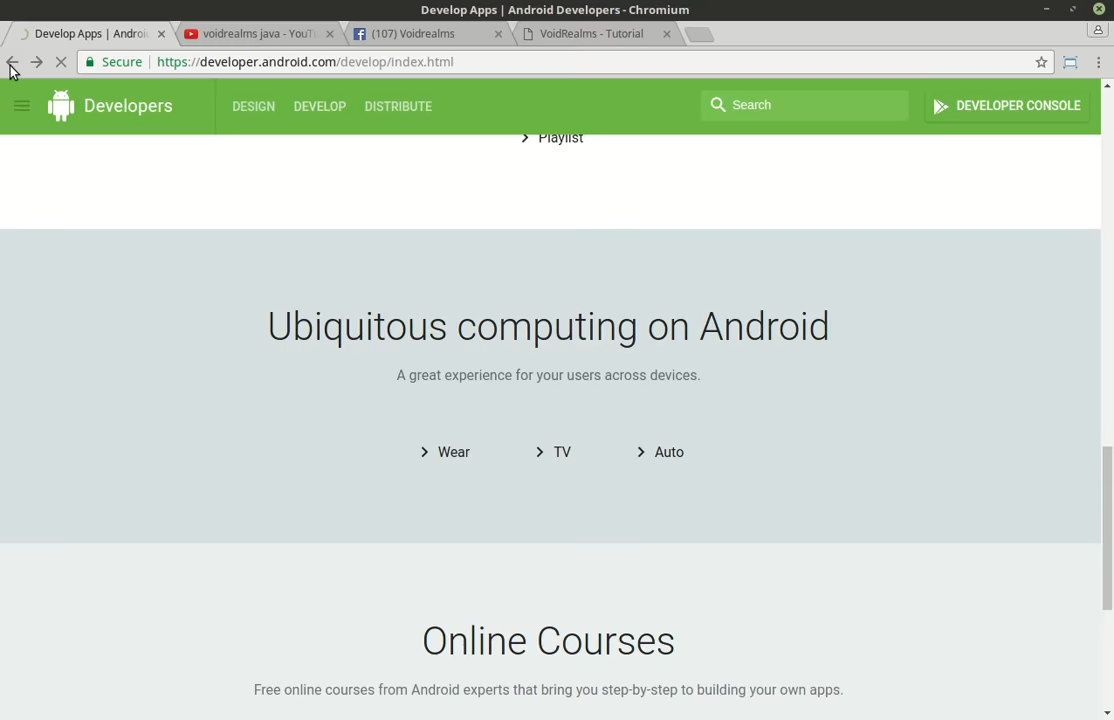 Develop Apps | Android Developers - Chromium
Develop Apps | Androi
voidrealms java - YouT
(107) Voidrealms
VoidRealms - Tutorial
Secure
https://developer.android.com/develop/index.html
Developers
DESIGN
DEVELOP
DISTRIBUTE
Search
DEVELOPER CONSOLE
Playlist
Ubiquitous computing on Android
A great experience for your users across devices.
Wear
TV
Auto
Online Courses
Free online courses from Android experts that bring you step-by-step to building your own apps.